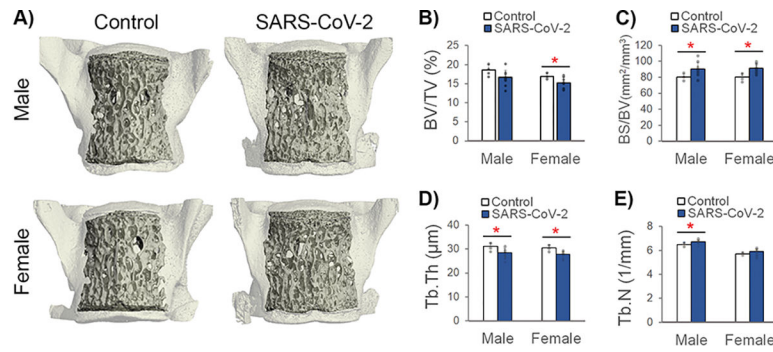 A)
Control
SARS-CoV-2
Male
Female
B)
Control
SARS-CoV-2
*
BV/TV (%)
25
20
15
10
5
0
Male
Female
C)
Control
SARS-CoV-2
*
*
BS/BV(mm²/mm³)
120
100
80
60
40
20
0
Male
Female
D)
Control
SARS-CoV-2
*
*
Tb.Th (µm)
40
30
20
10
0
Male
Female
E)
Control
SARS-CoV-2
*
Tb.N (1/mm)
8
6
4
2
0
Male
Female